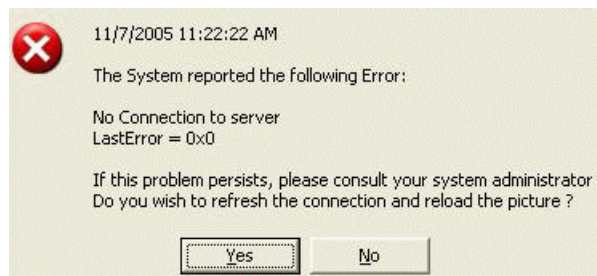 11/7/2005 11:22:22 AM
The System reported the following Error:
No Connection to server
LastError = 0x0
If this problem persists, please consult your system administrator
Do you wish to refresh the connection and reload the picture ?
Yes No